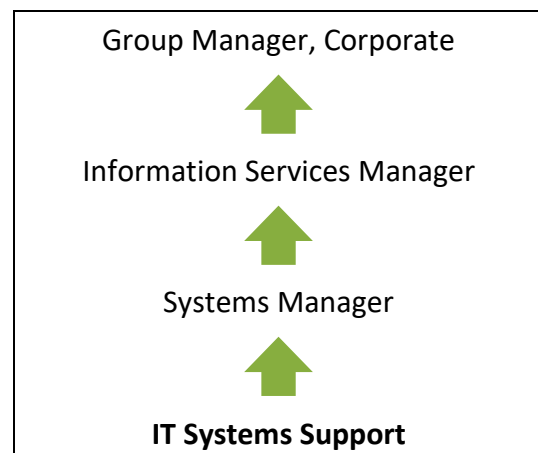 Group Manager, Corporate
Information Services Manager
Systems Manager
IT Systems Support